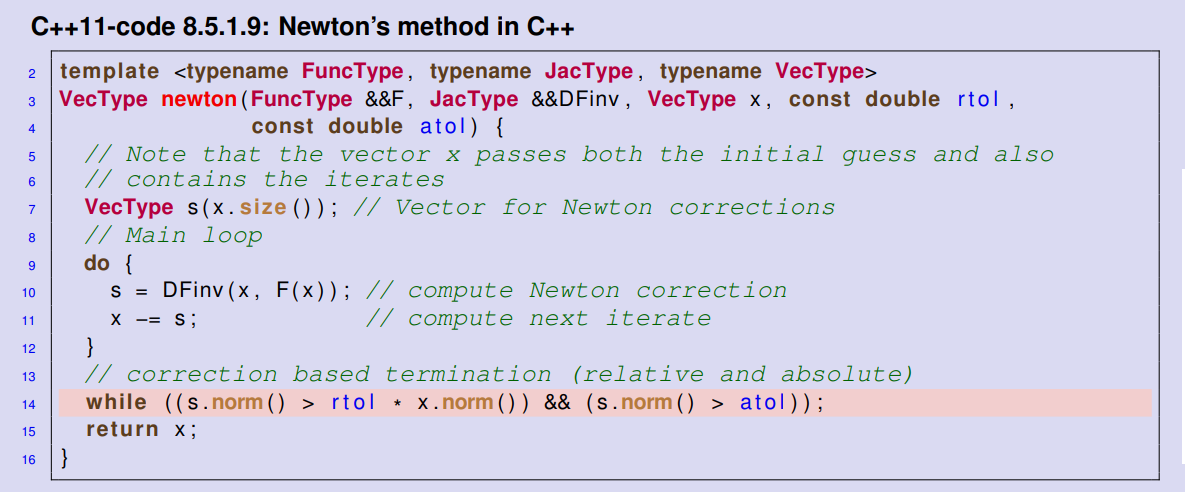 C++11-code 8.5.1.9: Newton's method in C++
2 template <typename FuncType, typename JacType, typename VecType>
3 VecType newton(FuncType &&F, JacType &&DFinv, VecType x, const double rtol,
4 const double atol) {
5 // Note that the vector x passes both the initial guess and also
6 // contains the iterates
7 VecType s(x.size()); // Vector for Newton corrections
8 // Main loop
9 do {
10 s = DFinv(x, F(x)); // compute Newton correction
11 x −= s; // compute next iterate
12 }
13 // correction based termination (relative and absolute)
14 while ((s.norm() > rtol * x.norm()) && (s.norm() > atol));
15 return x;
16 }